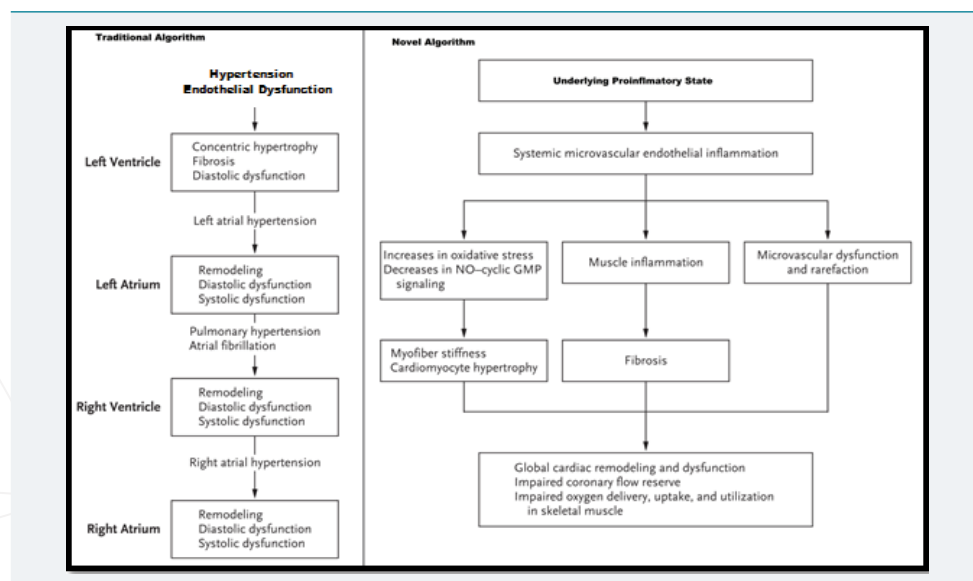 Traditional Algorithm
Hypertension
Endothelial Dysfunction
Left Ventricle
Concentric hypertrophy
Fibrosis
Diastolic dysfunction
Left atrial hypertension
Left Atrium
Remodeling
Diastolic dysfunction
Systolic dysfunction
Pulmonary hypertension
Atrial fibrillation
Right Ventricle
Remodeling
Diastolic dysfunction
Systolic dysfunction
Right atrial hypertension
Right Atrium
Remodeling
Diastolic dysfunction
Systolic dysfunction
Novel Algorithm
Underlying Proinflmatory State
Systemic microvascular endothelial inflammation
Increases in oxidative stress
Decreases in NO–cyclic GMP
signaling
Muscle inflammation
Microvascular dysfunction
and rarefaction
Myofiber stiffness
Cardiomyocyte hypertrophy
Fibrosis
Global cardiac remodeling and dysfunction
Impaired coronary flow reserve
Impaired oxygen delivery, uptake, and utilization
in skeletal muscle